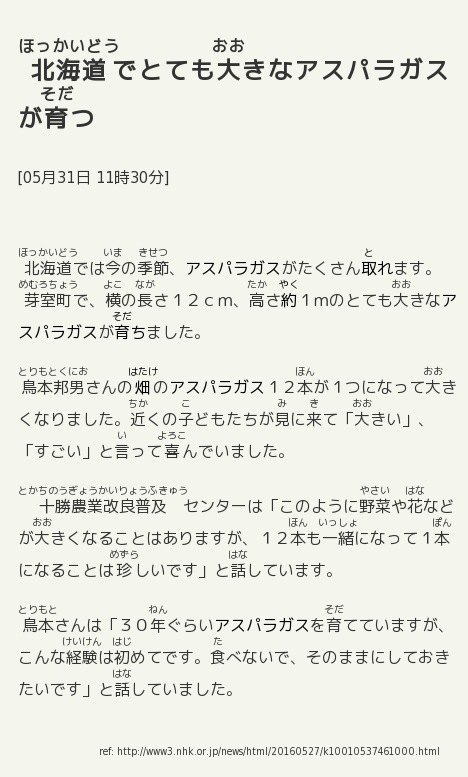 ほっかいどう おお
北海道でとても大きなアスパラガス
そだ
が育つ
[05月31日 11時30分]
ほっかいどう いま きせつ と
北海道では今の季節、アスパラガスがたくさん取れます。
めむろちょう よこ なが たか やく おお
芽室町で、横の長さ１２ｃｍ、高さ約１ｍのとても大きなア
そだ
スパラガスが育ちました。
とりもとくにお はたけ ほん おお
鳥本邦男さんの畑のアスパラガス１２本が１つになって大き
ちか こ み き おお
くなりました。近くの子どもたちが見に来て「大きい」、
い よろこ
「すごい」と言って喜んでいました。
とかちのうぎょうかいりょうふきゅう やさい はな
十勝農業改良普及　センターは「このように野菜や花など
おお ほん いっしょ ぽん
が大きくなることはありますが、１２本も一緒になって１本
めずら はな
になることは珍しいです」と話しています。
とりもと ねん そだ
鳥本さんは「３０年ぐらいアスパラガスを育てていますが、
けいけん はじ た
こんな経験は初めてです。食べないで、そのままにしておき
はな
たいです」と話していました。
ref: http://www3.nhk.or.jp/news/html/20160527/k10010537461000.html